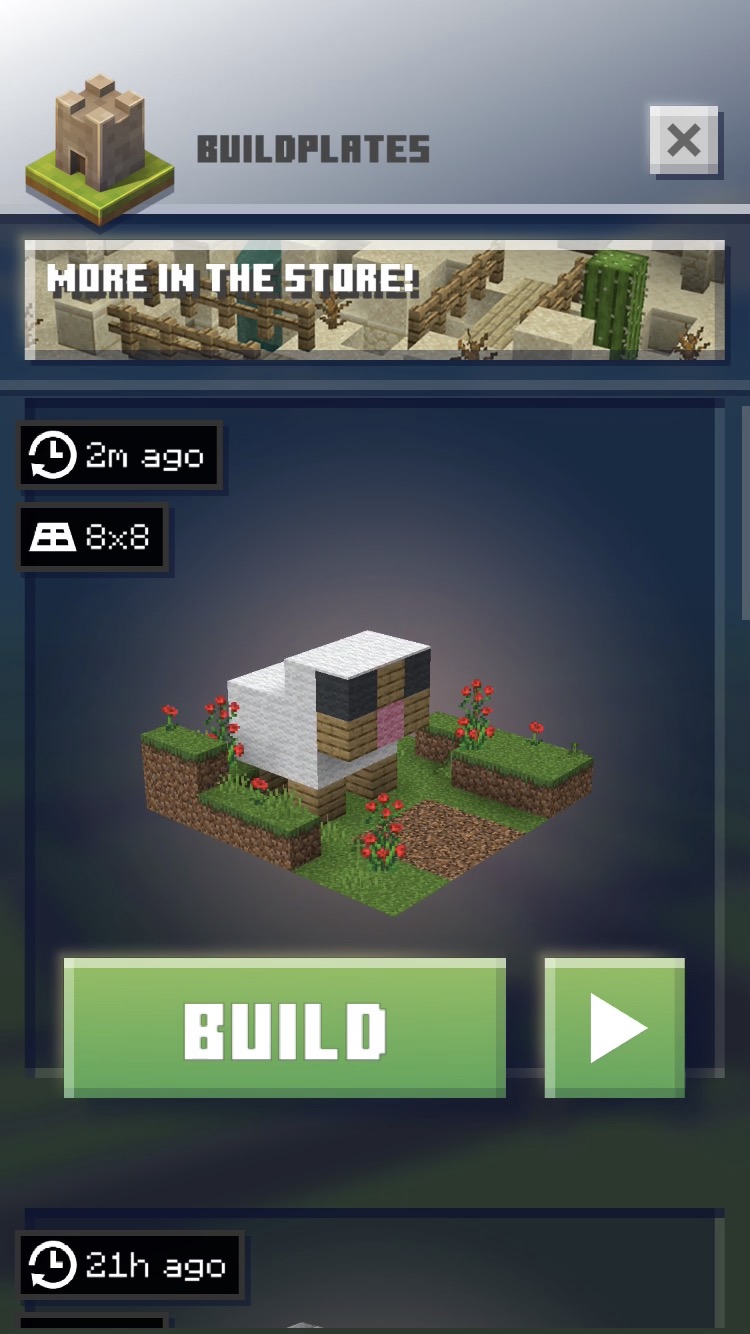 BUILDPLATES
MORE IN THE STORE!
2m ago
8x8
BUILD
21h ago